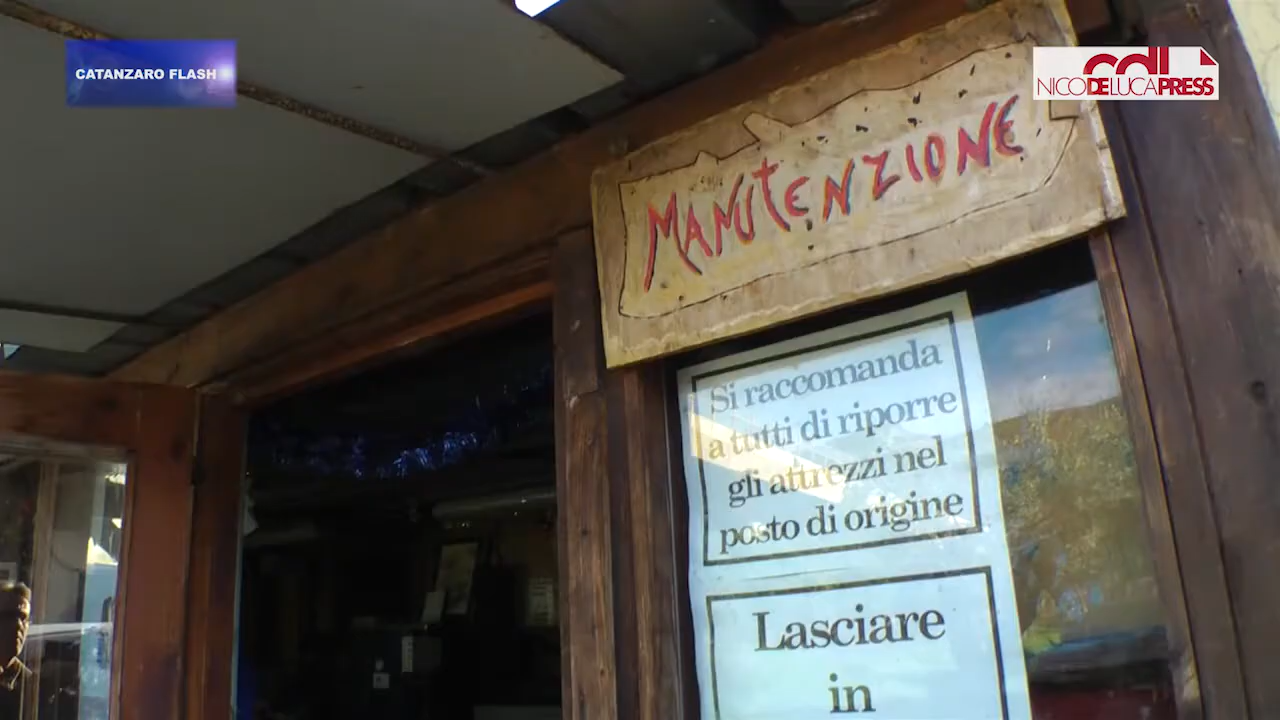 CATANZARO FLASH
cdl
NICODELUCAPRESS
MANUTENZIONE
Si raccomanda
a tutti di riporre
gli attrezzi nel
posto di origine
Lasciare
in